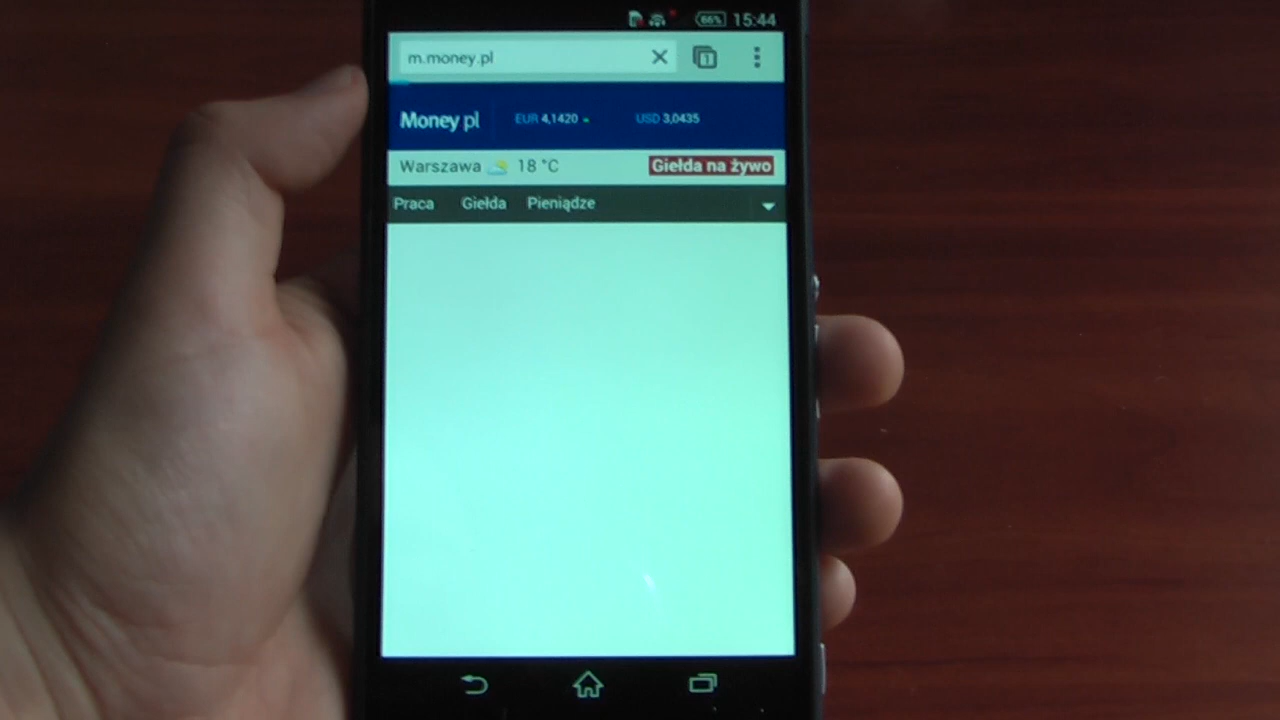 66% 15:44
m.money.pl 1
Money pl EUR 4,1420 USD 3,0435
Warszawa 18 °C Giełda na żywo
Praca Giełda Pieniądze